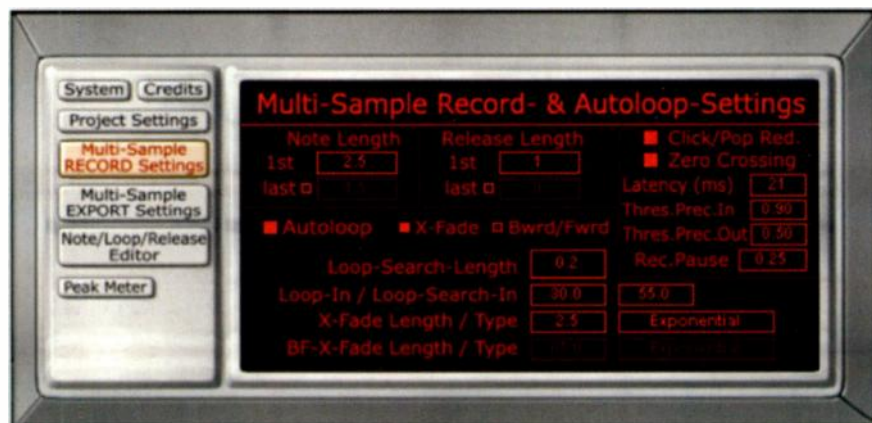 System Credits
Project Settings
Multi-Sample
RECORD Settings
Multi-Sample
EXPORT Settings
Note/Loop/Release
Editor
Peak Meter
Multi-Sample Record- & Autoloop-Settings
Note Length Release Length Click/Pop Red.
1st 2.5 1st 1 Zero Crossing
last last Latency (ms) 21
Thres.Prec.In 0.90
Autoloop X-Fade Bwrd/Fwrd Thres.Prec.Out 0.50
Loop-Search-Length 0.2 Rec.Pause 0.25
Loop-In / Loop-Search-In 80.0 55.0
X-Fade Length / Type 2.5 Exponential
BF-X-Fade Length / Type